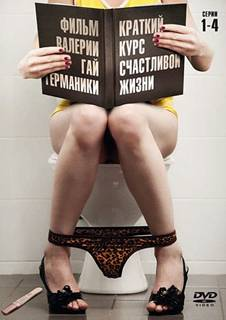 СЕРИИ
1-4
ФИЛЬМ
ВАЛЕРИИ
ГАЙ
ГЕРМАНИКИ
КРАТКИЙ
КУРС
СЧАСТЛИВОЙ
ЖИЗНИ
DVD
VIDEO